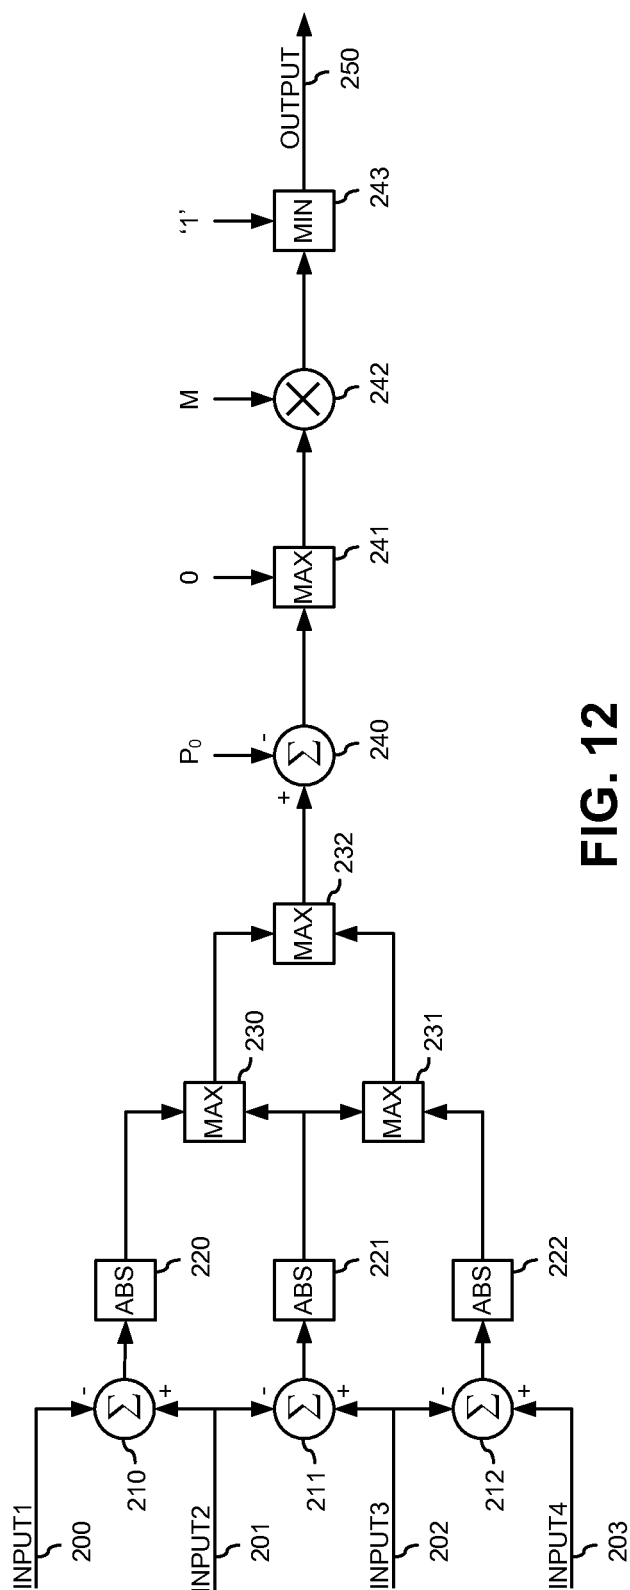 INPUT1
200
INPUT2
201
INPUT3
202
INPUT4
203
-
+
Σ
210
-
+
Σ
211
-
+
Σ
212
ABS
220
ABS
221
ABS
222
MAX
230
MAX
231
MAX
232
P₀
+
-
Σ
240
0
MAX
241
M
242
‘1’
MIN
243
OUTPUT
250
FIG. 12